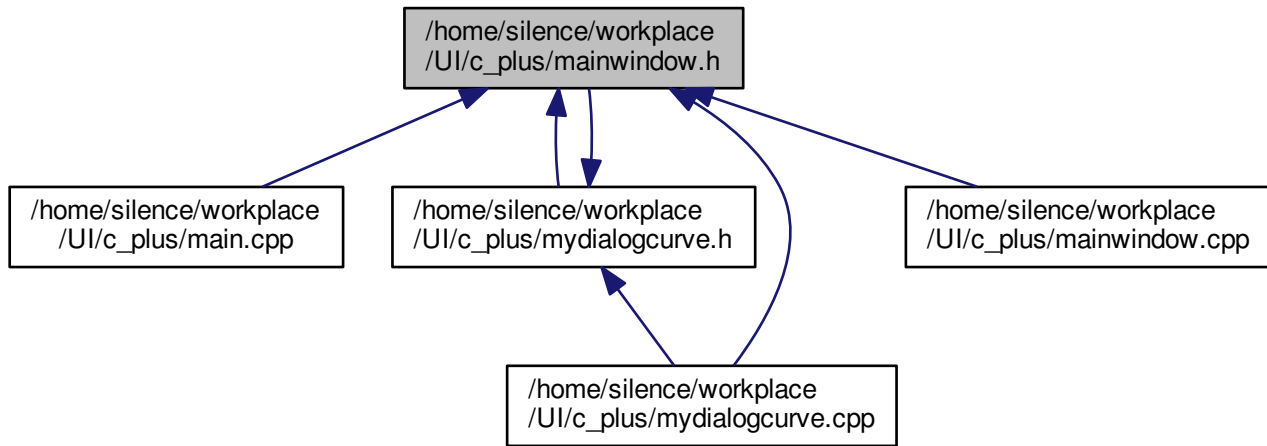 /home/silence/workplace
/UI/c_plus/mainwindow.h
/home/silence/workplace
/UI/c_plus/main.cpp
/home/silence/workplace
/UI/c_plus/mydialogcurve.h
/home/silence/workplace
/UI/c_plus/mainwindow.cpp
/home/silence/workplace
/UI/c_plus/mydialogcurve.cpp